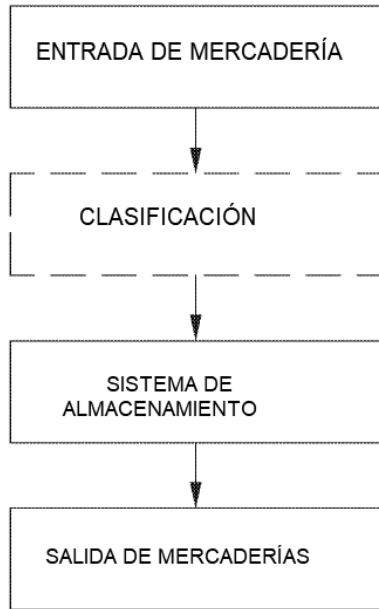 ENTRADA DE MERCADERÍA
CLASIFICACIÓN
SISTEMA DE
ALMACENAMIENTO
SALIDA DE MERCADERÍAS